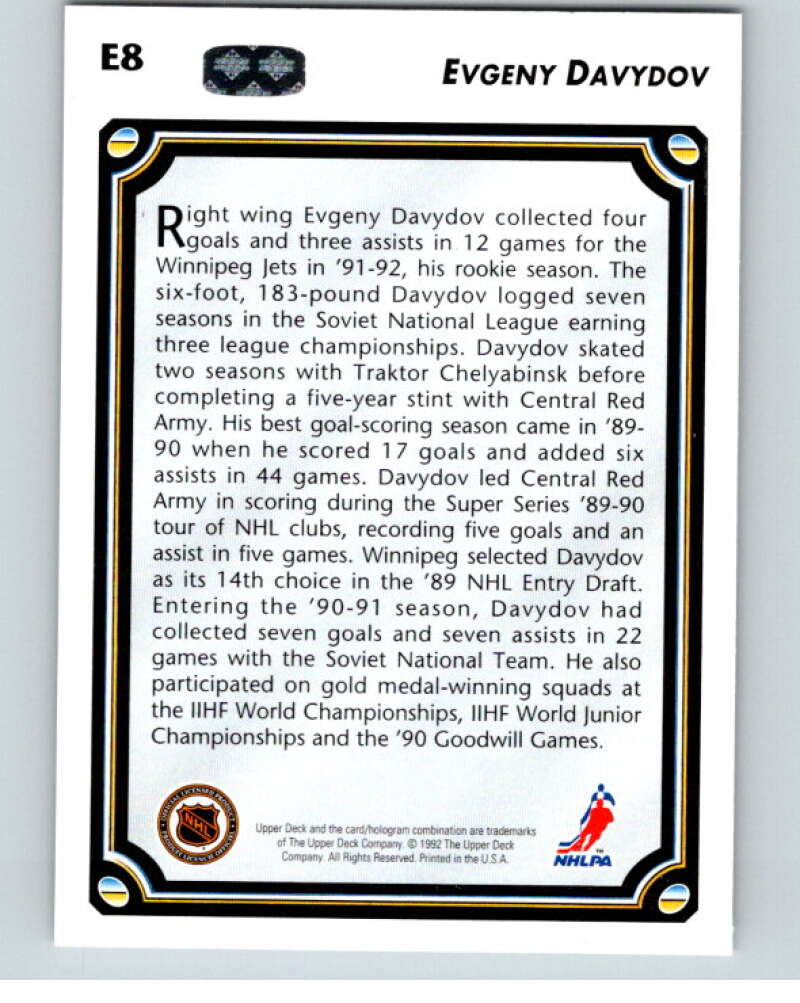 E8
EVGENY DAVYDOV
Right wing Evgeny Davydov collected four
goals and three assists in 12 games for the
Winnipeg Jets in '91-92, his rookie season. The
six-foot, 183-pound Davydov logged seven
seasons in the Soviet National League earning
three league championships. Davydov skated
two seasons with Traktor Chelyabinsk before
completing a five-year stint with Central Red
Army. His best goal-scoring season came in '89-
90 when he scored 17 goals and added six
assists in 44 games. Davydov led Central Red
Army in scoring during the Super Series '89-90
tour of NHL clubs, recording five goals and an
assist in five games. Winnipeg selected Davydov
as its 14th choice in the '89 NHL Entry Draft.
Entering the '90-91 season, Davydov had
collected seven goals and seven assists in 22
games with the Soviet National Team. He also
participated on gold medal-winning squads at
the IIHF World Championships, IIHF World Junior
Championships and the '90 Goodwill Games.
OFFICIAL LICENSED PRODUCT
NHL
Upper Deck and the card/hologram combination are trademarks
of The Upper Deck Company. © 1992 The Upper Deck
Company. All Rights Reserved. Printed in the U.S.A.
NHLPA